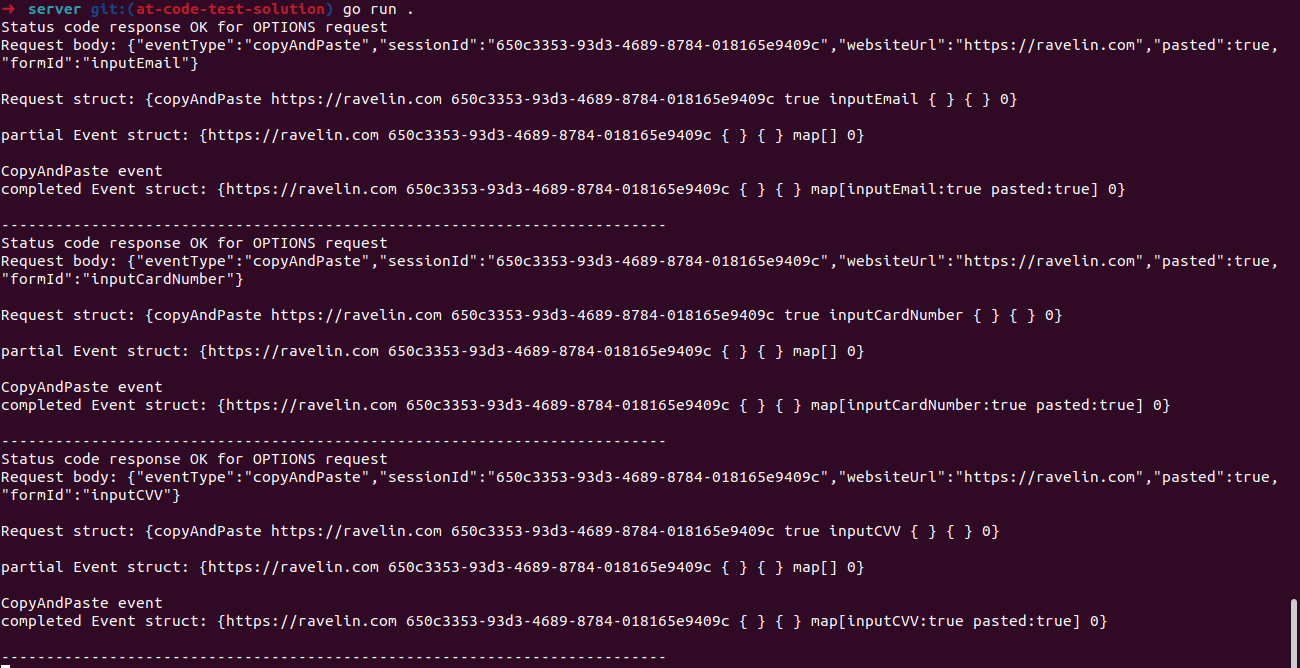 ➜ server git:(at-code-test-solution) go run .
Status code response OK for OPTIONS request
Request body: {"eventType":"copyAndPaste","sessionId":"650c3353-93d3-4689-8784-018165e9409c","websiteUrl":"https://ravelin.com","pasted":true,
"formId":"inputEmail"}
Request struct: {copyAndPaste https://ravelin.com 650c3353-93d3-4689-8784-018165e9409c true inputEmail { } { } 0}
partial Event struct: {https://ravelin.com 650c3353-93d3-4689-8784-018165e9409c { } { } map[] 0}
CopyAndPaste event
completed Event struct: {https://ravelin.com 650c3353-93d3-4689-8784-018165e9409c { } { } map[inputEmail:true pasted:true] 0}
--------------------------------------------------------------------------
Status code response OK for OPTIONS request
Request body: {"eventType":"copyAndPaste","sessionId":"650c3353-93d3-4689-8784-018165e9409c","websiteUrl":"https://ravelin.com","pasted":true,
"formId":"inputCardNumber"}
Request struct: {copyAndPaste https://ravelin.com 650c3353-93d3-4689-8784-018165e9409c true inputCardNumber { } { } 0}
partial Event struct: {https://ravelin.com 650c3353-93d3-4689-8784-018165e9409c { } { } map[] 0}
CopyAndPaste event
completed Event struct: {https://ravelin.com 650c3353-93d3-4689-8784-018165e9409c { } { } map[inputCardNumber:true pasted:true] 0}
--------------------------------------------------------------------------
Status code response OK for OPTIONS request
Request body: {"eventType":"copyAndPaste","sessionId":"650c3353-93d3-4689-8784-018165e9409c","websiteUrl":"https://ravelin.com","pasted":true,
"formId":"inputCVV"}
Request struct: {copyAndPaste https://ravelin.com 650c3353-93d3-4689-8784-018165e9409c true inputCVV { } { } 0}
partial Event struct: {https://ravelin.com 650c3353-93d3-4689-8784-018165e9409c { } { } map[] 0}
CopyAndPaste event
completed Event struct: {https://ravelin.com 650c3353-93d3-4689-8784-018165e9409c { } { } map[inputCVV:true pasted:true] 0}
--------------------------------------------------------------------------